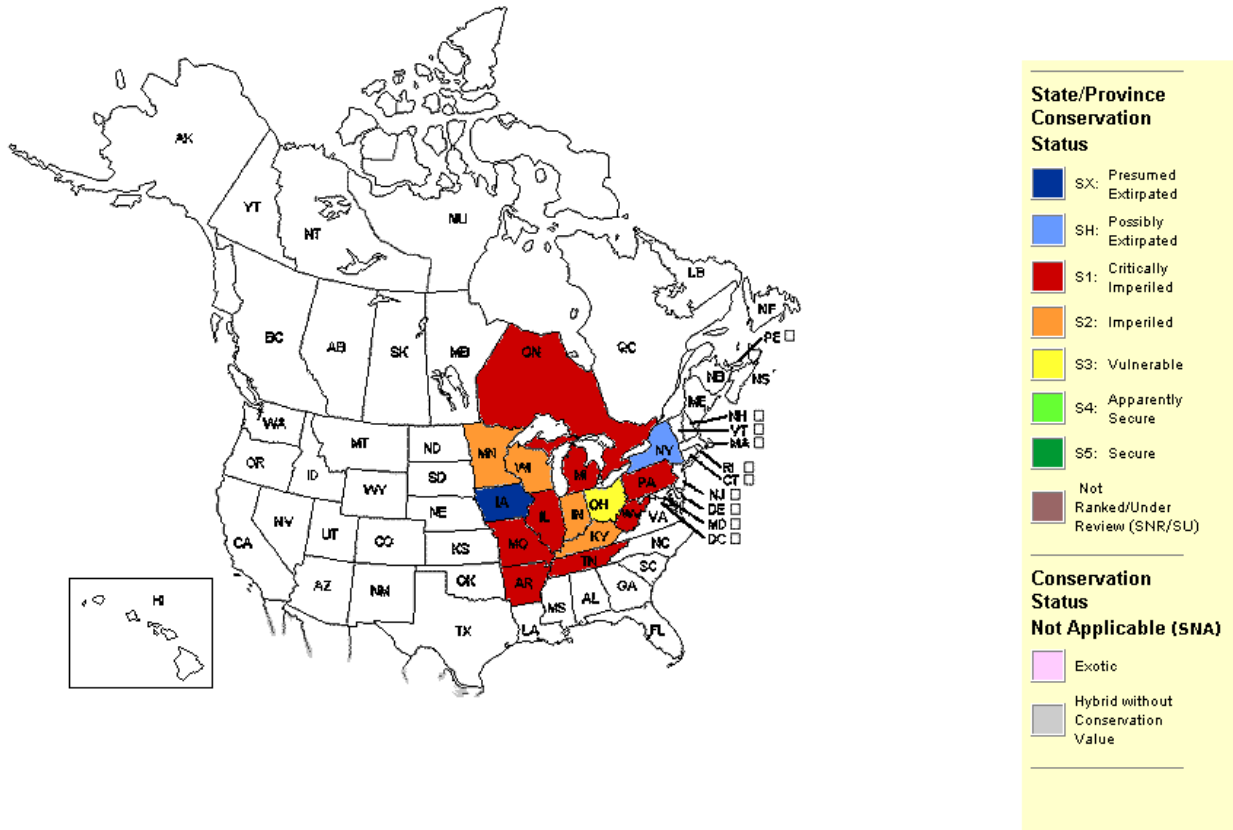 AK
YT
NT
NU
LB
NF
PE
BC
AB
SK
MB
ON
QC
NB
NS
ME
NH
VT
MA
WA
MT
ND
MN
WI
MI
NY
RI
CT
OR
ID
WY
SD
IA
PA
NJ
DE
MD
DC
NE
IL
IN
OH
WV
VA
NV
UT
CO
KS
MO
KY
NC
CA
AZ
NM
OK
AR
TN
SC
HI
TX
LA
MS
AL
GA
FL
State/Province
Conservation
Status
SX: Presumed
Extirpated
SH: Possibly
Extirpated
S1: Critically
Imperiled
S2: Imperiled
S3: Vulnerable
S4: Apparently
Secure
S5: Secure
Not
Ranked/Under
Review (SNR/SU)
Conservation
Status
Not Applicable (SNA)
Exotic
Hybrid without
Conservation
Value